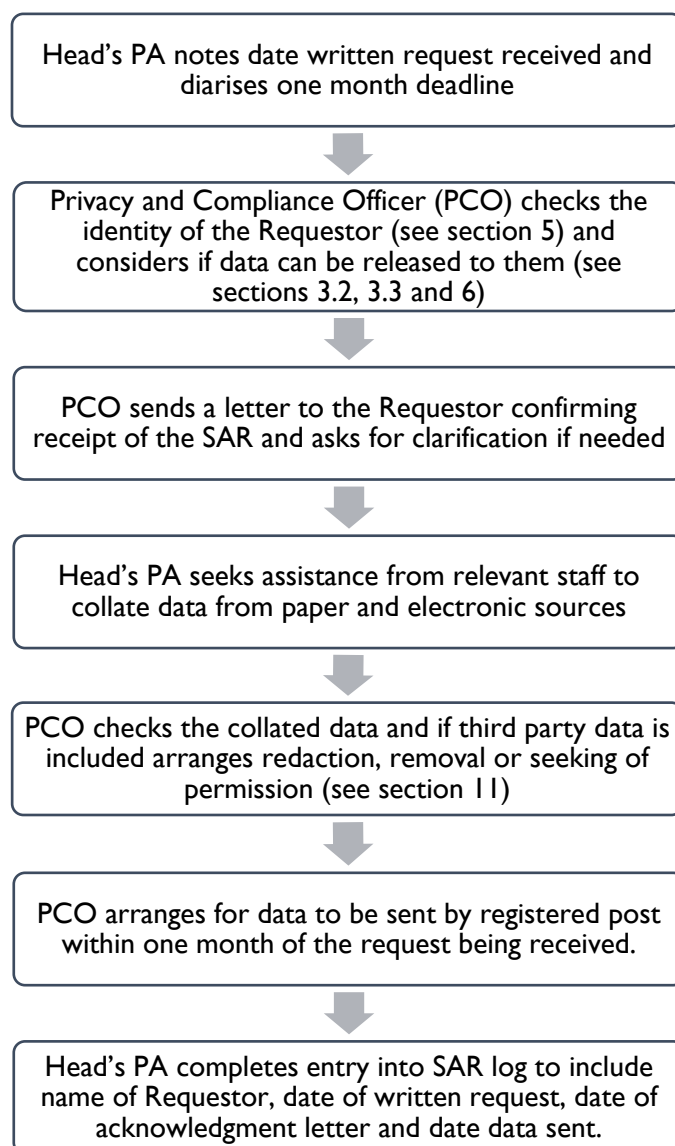 Head’s PA notes date written request received and
diarises one month deadline
Privacy and Compliance Officer (PCO) checks the
identity of the Requestor (see section 5) and
considers if data can be released to them (see
sections 3.2, 3.3 and 6)
PCO sends a letter to the Requestor confirming
receipt of the SAR and asks for clarification if needed
Head’s PA seeks assistance from relevant staff to
collate data from paper and electronic sources
PCO checks the collated data and if third party data is
included arranges redaction, removal or seeking of
permission (see section 11)
PCO arranges for data to be sent by registered post
within one month of the request being received.
Head’s PA completes entry into SAR log to include
name of Requestor, date of written request, date of
acknowledgment letter and date data sent.